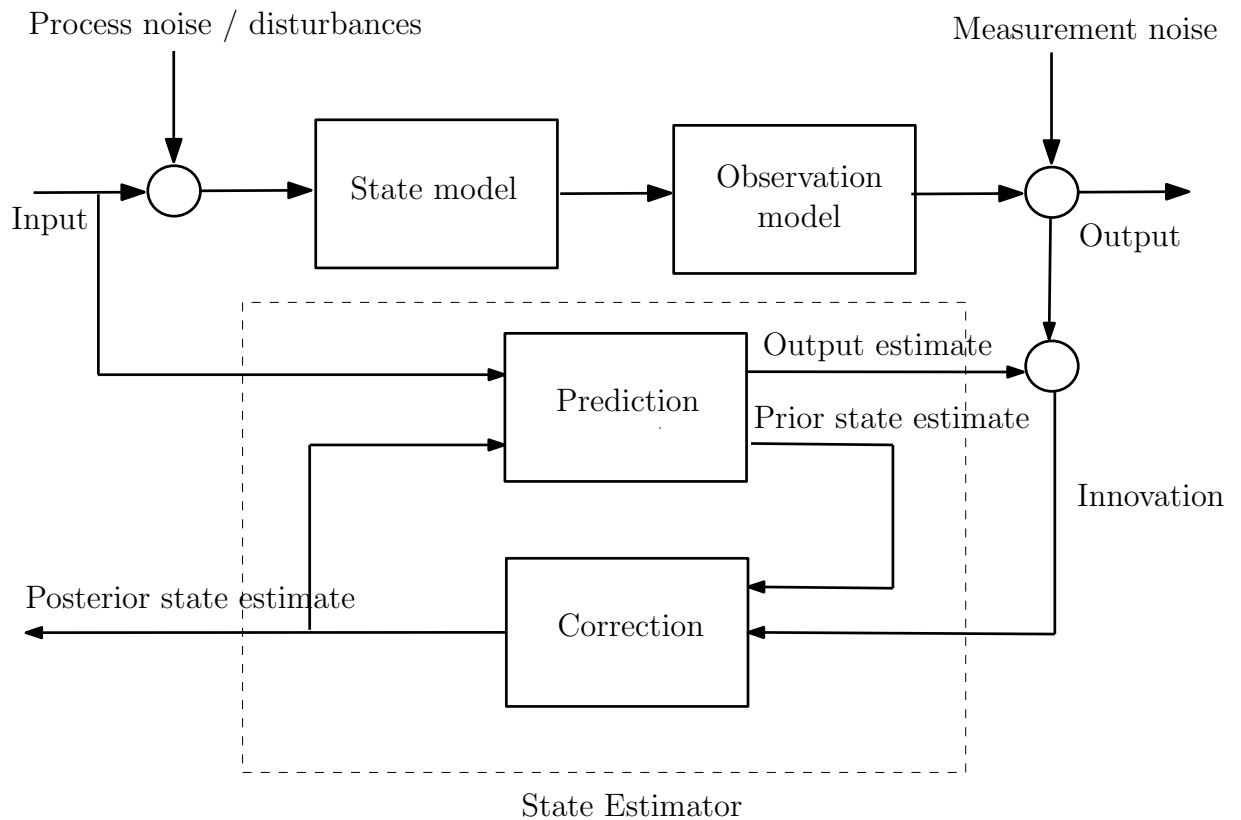 Process noise / disturbances
Measurement noise
State model
Observation
model
Input
Output
Output estimate
Prediction
Prior state estimate
Innovation
Posterior state estimate
Correction
State Estimator